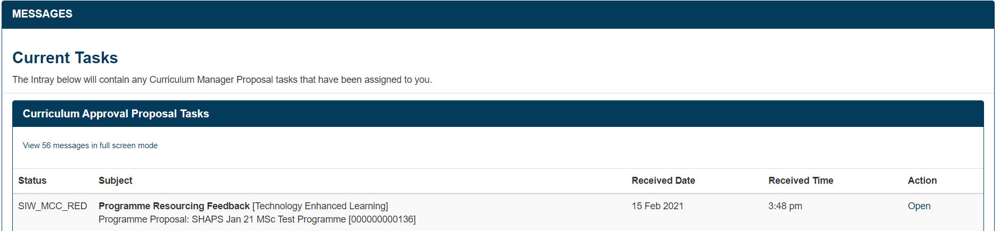 MESSAGES
Current Tasks
The Intray below will contain any Curriculum Manager Proposal tasks that have been assigned to you.
Curriculum Approval Proposal Tasks
View 56 messages in full screen mode
Status Subject Received Date Received Time Action
SIW_MCC_RED Programme Resourcing Feedback [Technology Enhanced Learning] 15 Feb 2021 3:48 pm Open
Programme Proposal: SHAPS Jan 21 MSc Test Programme [000000000136]